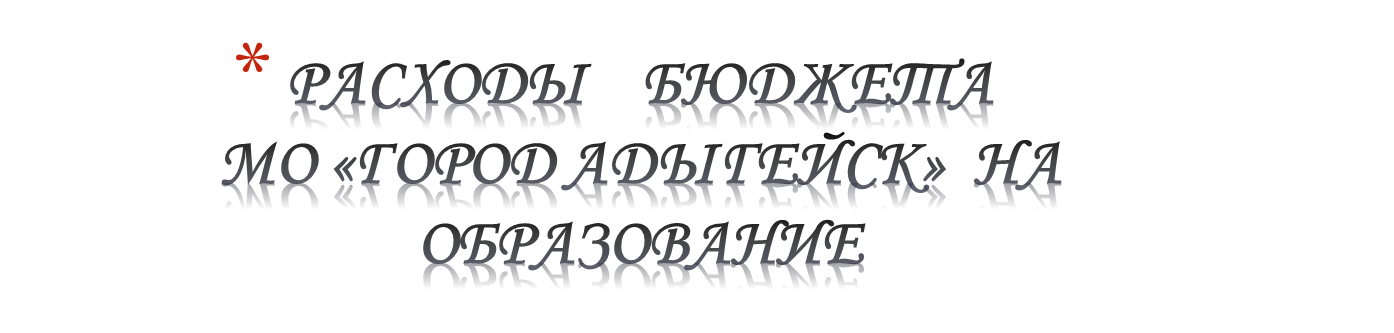 * РАСХОДЫ БЮДЖЕТА
МО «ГОРОД АДЫГЕЙСК» НА
ОБРАЗОВАНИЕ